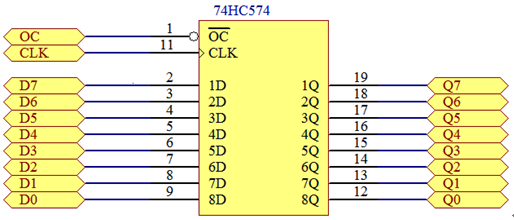 74HC574
OC 1 OC
CLK 11 CLK
D7 2 1D 1Q 19 Q7
D6 3 2D 2Q 18 Q6
D5 4 3D 3Q 17 Q5
D4 5 4D 4Q 16 Q4
D3 6 5D 5Q 15 Q3
D2 7 6D 6Q 14 Q2
D1 8 7D 7Q 13 Q1
D0 9 8D 8Q 12 Q0